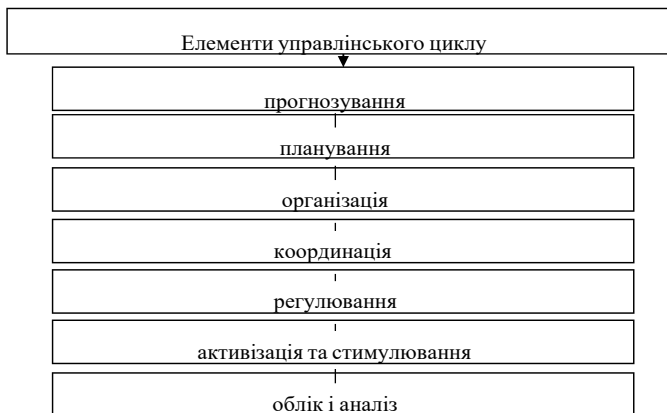 Елементи управлінського циклу
прогнозування
планування
організація
координація
регулювання
активізація та стимулювання
облік і аналіз